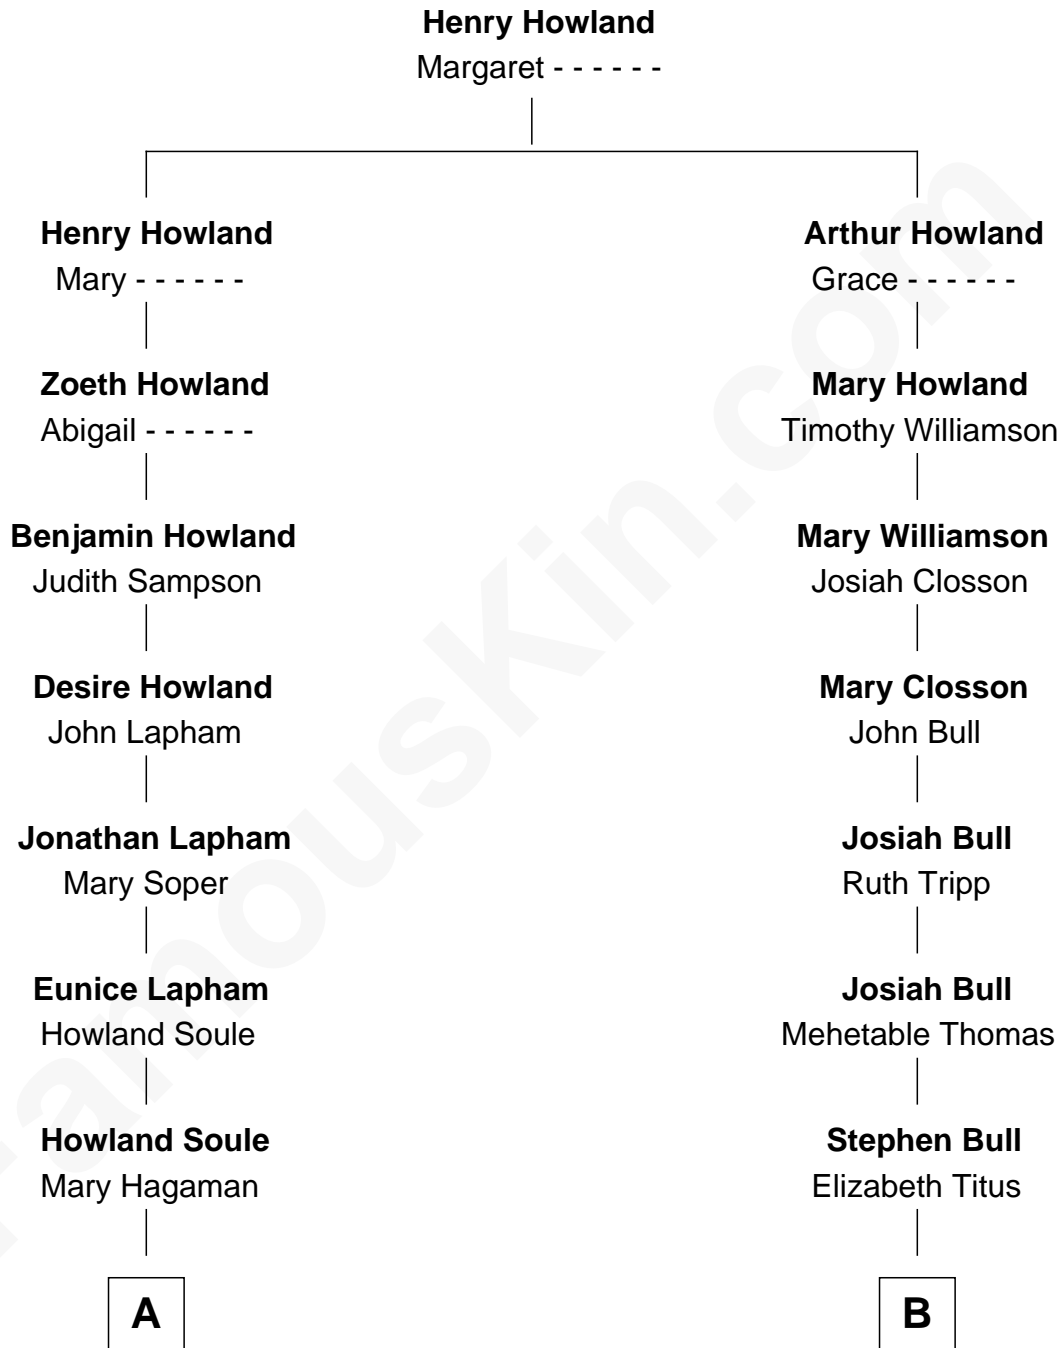 Henry Howland
Margaret - - - - - -
Henry Howland
Mary - - - - - -
Zoeth Howland
Abigail - - - - - -
Benjamin Howland
Judith Sampson
Desire Howland
John Lapham
Jonathan Lapham
Mary Soper
Eunice Lapham
Howland Soule
Howland Soule
Mary Hagaman
A
Arthur Howland
Grace - - - - - -
Mary Howland
Timothy Williamson
Mary Williamson
Josiah Closson
Mary Closson
John Bull
Josiah Bull
Ruth Tripp
Josiah Bull
Mehetable Thomas
Stephen Bull
Elizabeth Titus
B
FamousKin.com